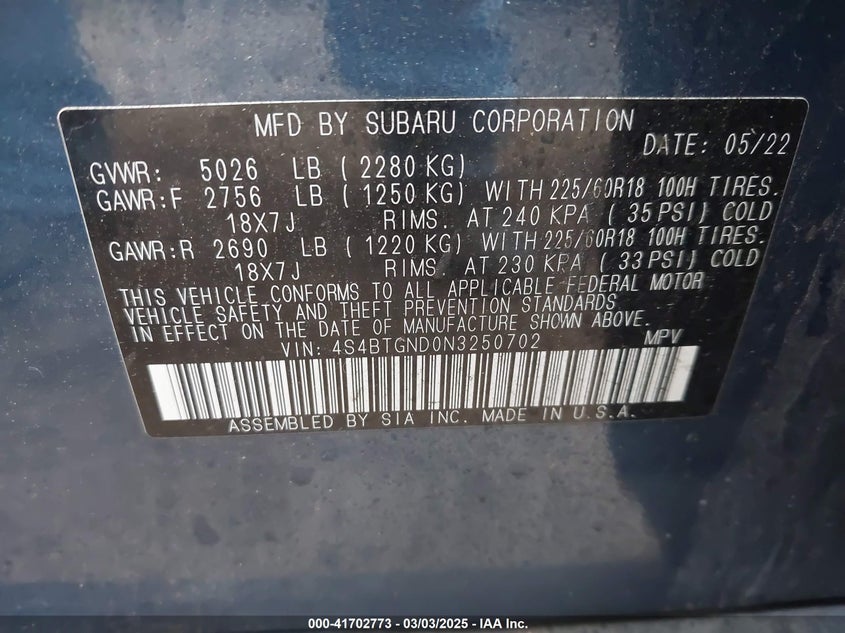 MFD BY SUBARU CORPORATION
DATE: 05/22
GVWR: 5026 LB ( 2280 KG)
GAWR:F 2756 LB ( 1250 KG) WITH 225/60R18 100H TIRES.
18X7J RIMS. AT 240 KPA ( 35 PSI) COLD
GAWR:R 2690 LB ( 1220 KG) WITH 225/60R18 100H TIRES.
18X7J RIMS. AT 230 KPA ( 33 PSI) COLD
THIS VEHICLE CONFORMS TO ALL APPLICABLE FEDERAL MOTOR
VEHICLE SAFETY AND THEFT PREVENTION STANDARDS
IN EFFECT ON THE DATE OF MANUFACTURE SHOWN ABOVE.
VIN: 4S4BTGND0N3250702 MPV
ASSEMBLED BY SIA INC. MADE IN U.S.A.
000-41702773 - 03/03/2025 - IAA Inc.